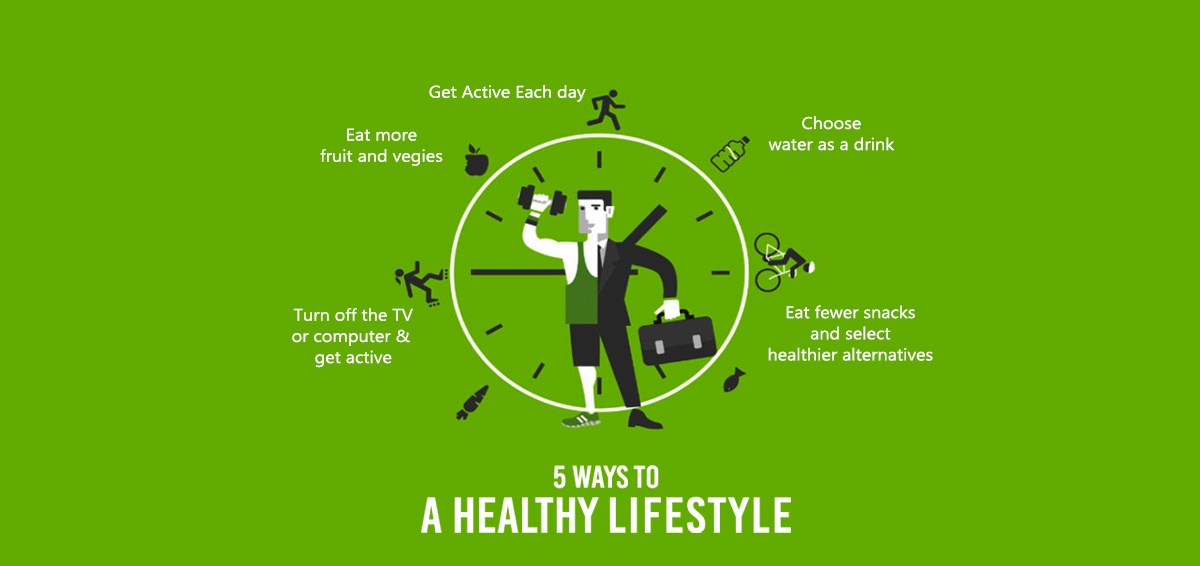 Get Active Each day
Choose
water as a drink
Eat more
fruit and vegies
Turn off the TV
or computer &
get active
Eat fewer snacks
and select
healthier alternatives
5 WAYS TO
A HEALTHY LIFESTYLE